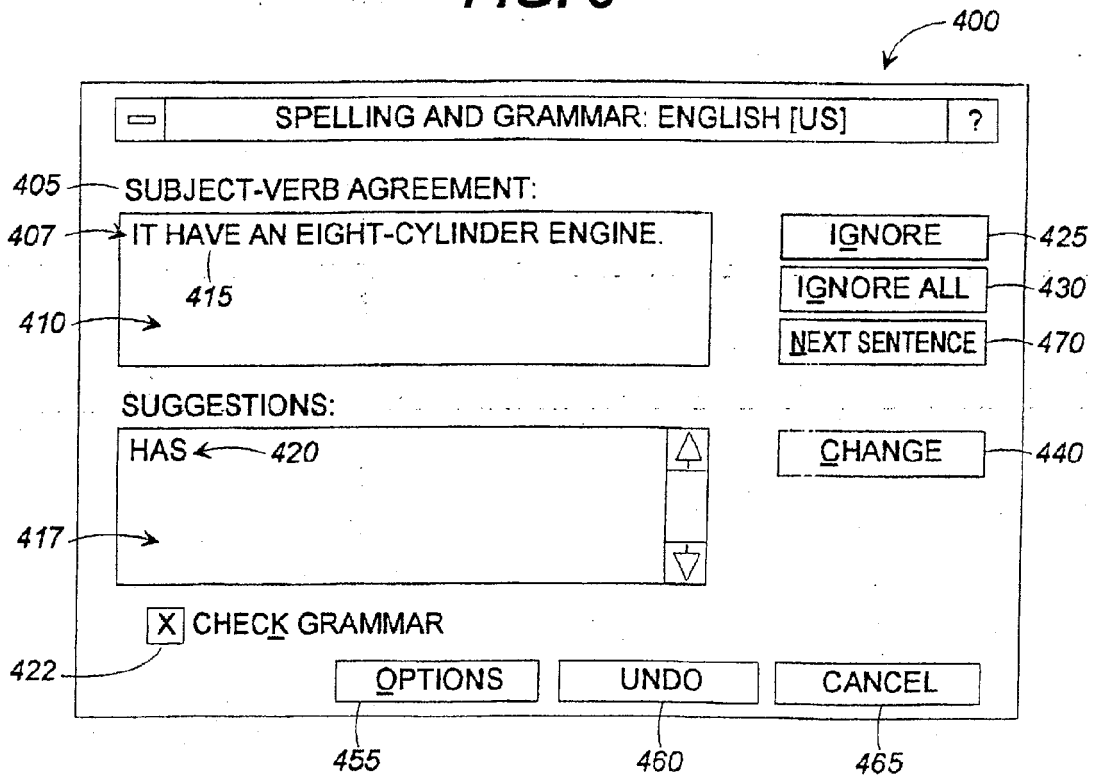 400
SPELLING AND GRAMMAR: ENGLISH [US] ?
405 SUBJECT-VERB AGREEMENT:
407 IT HAVE AN EIGHT-CYLINDER ENGINE.
415
410
IGNORE 425
IGNORE ALL 430
NEXT SENTENCE 470
SUGGESTIONS:
HAS 420
CHANGE 440
417
X CHECK GRAMMAR
422
OPTIONS UNDO CANCEL
455 460 465